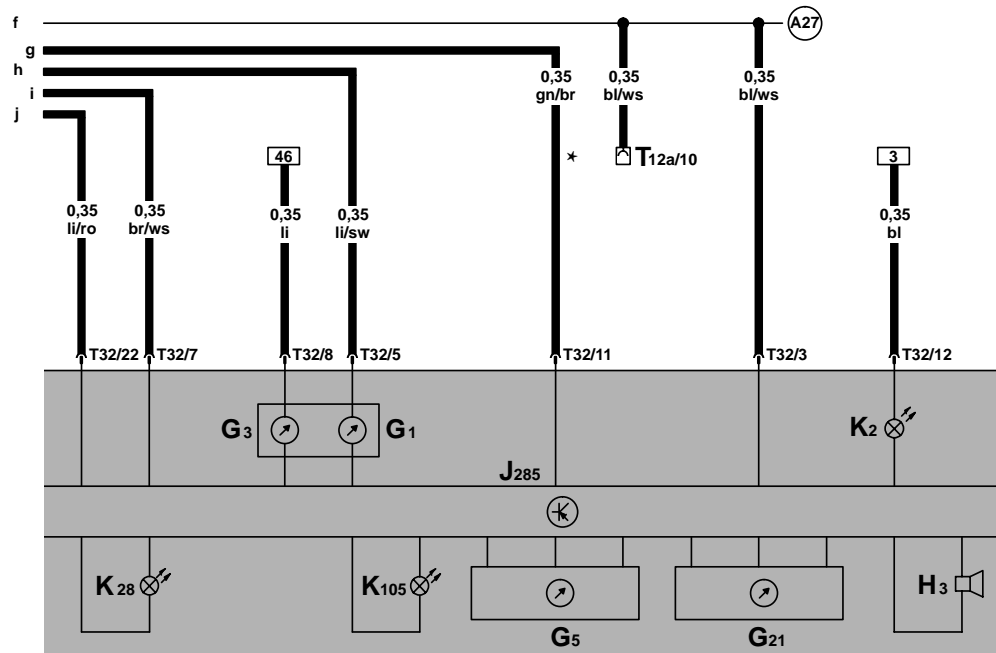 f A27
g
h
i
j
0,35 gn/br
0,35 bl/ws
0,35 bl/ws
46
*
T12a/10
3
0,35 li/ro
0,35 br/ws
0,35 li
0,35 li/sw
0,35 bl
T32/22 T32/7 T32/8 T32/5 T32/11 T32/3 T32/12
G3 G1 K2
J285
K28 K105 H3
G5 G21